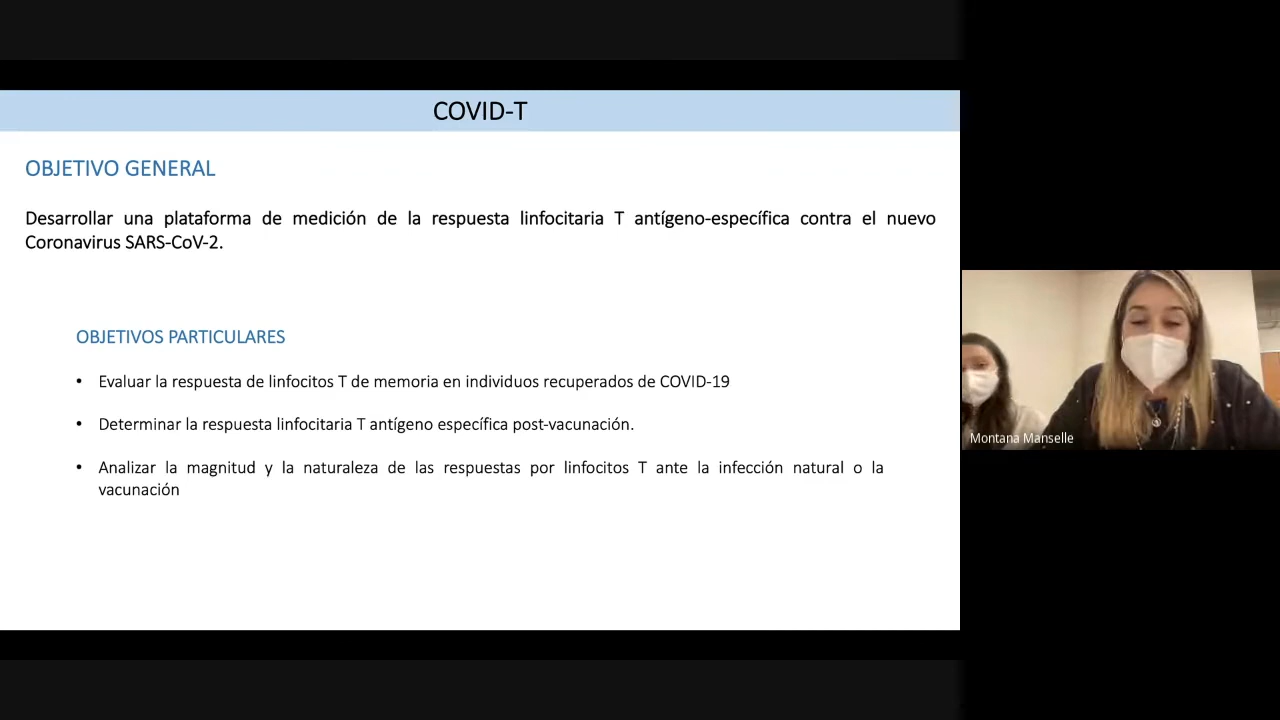 COVID-T
OBJETIVO GENERAL
Desarrollar una plataforma de medición de la respuesta linfocitaria T antígeno-específica contra el nuevo
Coronavirus SARS-CoV-2.
OBJETIVOS PARTICULARES
• Evaluar la respuesta de linfocitos T de memoria en individuos recuperados de COVID-19
• Determinar la respuesta linfocitaria T antígeno específica post-vacunación.
• Analizar la magnitud y la naturaleza de las respuestas por linfocitos T ante la infección natural o la
vacunación
Montana Manselle